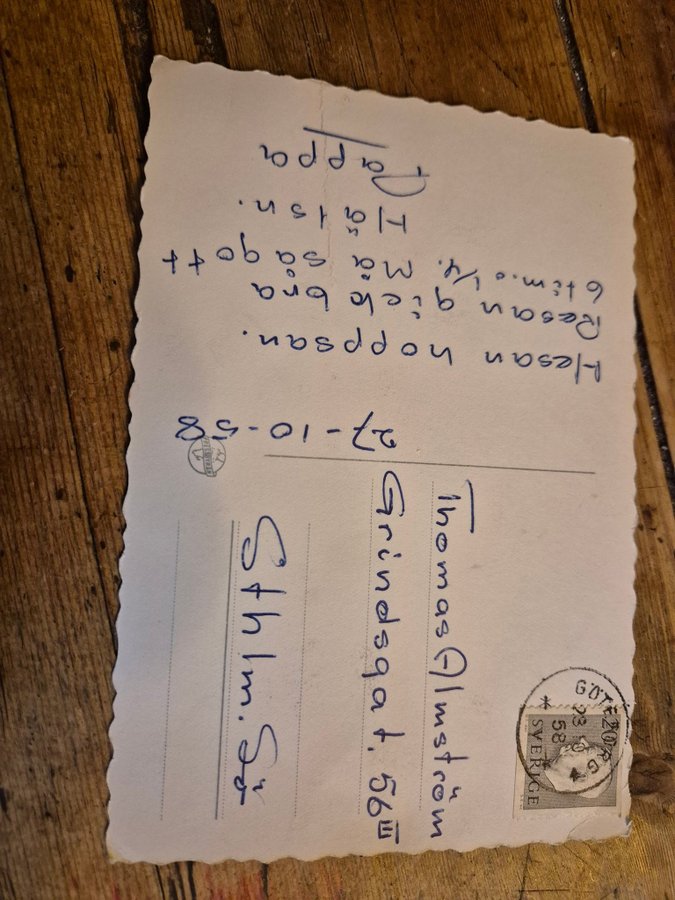 27-10-58
Hesan hoppsan.
Resan gick bra
6 tim. o 1/4. Må så gott
Hälsn.
Pappa
Thomas Almström
Grindsgat. 56 III
Sthlm. Sö
GÖTEBORG
58
SVERIGE